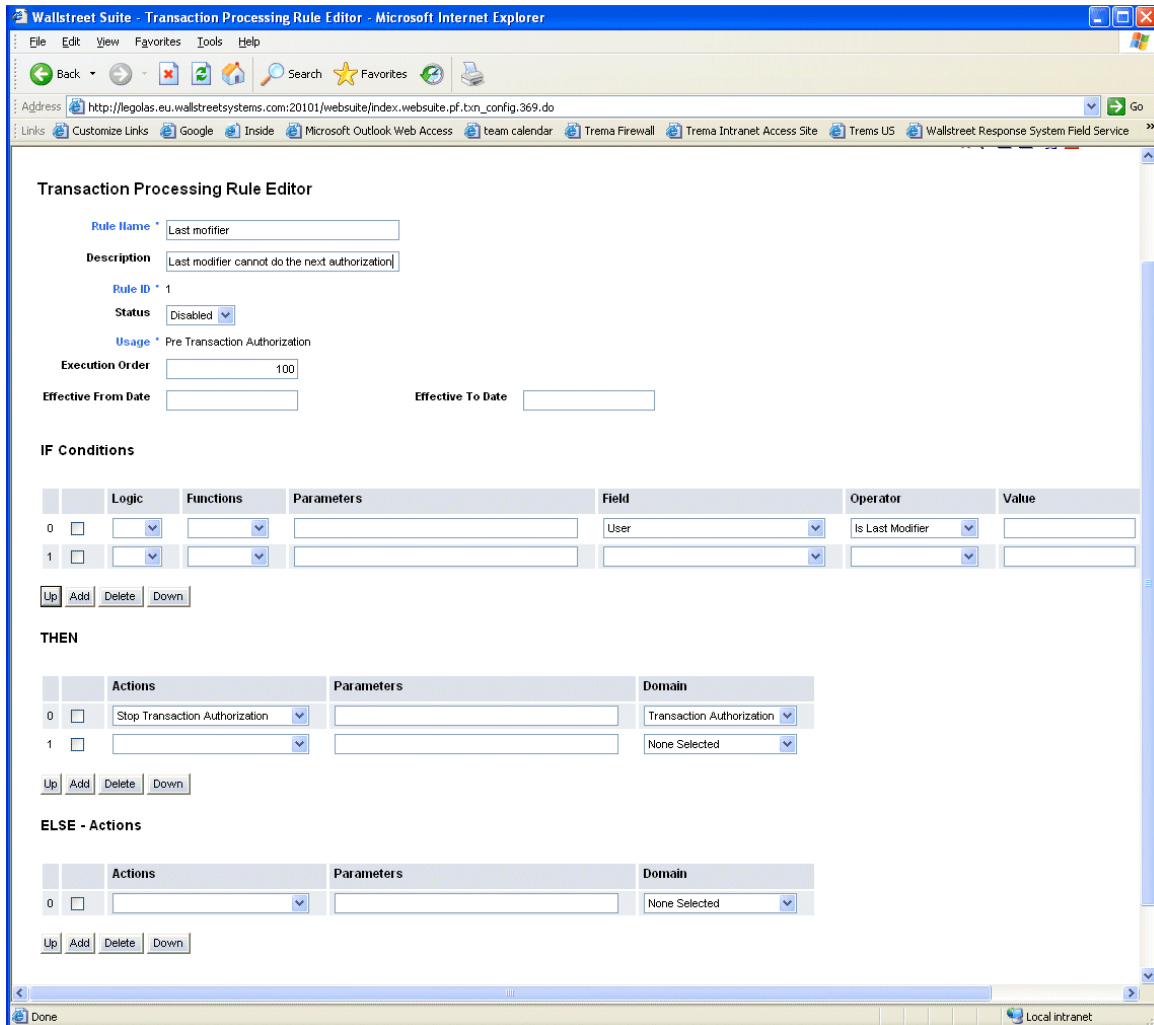 Wallstreet Suite - Transaction Processing Rule Editor - Microsoft Internet Explorer
File Edit View Favorites Tools Help
Back Search Favorites
Address http://legolas.eu.wallstreetsystems.com:20101/websuite/index.websuite.pf.txn_config.369.do Go
Links Customize Links Google Inside Microsoft Outlook Web Access team calendar Trema Firewall Trema Intranet Access Site Trems US Wallstreet Response System Field Service »
Transaction Processing Rule Editor
Rule Name * Last mofifier
Description Last modifier cannot do the next authorization
Rule ID * 1
Status Disabled
Usage * Pre Transaction Authorization
Execution Order 100
Effective From Date Effective To Date
IF Conditions
Logic Functions Parameters Field Operator Value
0 User Is Last Modifier
1
Up Add Delete Down
THEN
Actions Parameters Domain
0 Stop Transaction Authorization Transaction Authorization
1 None Selected
Up Add Delete Down
ELSE - Actions
Actions Parameters Domain
0 None Selected
Up Add Delete Down
Done Local intranet